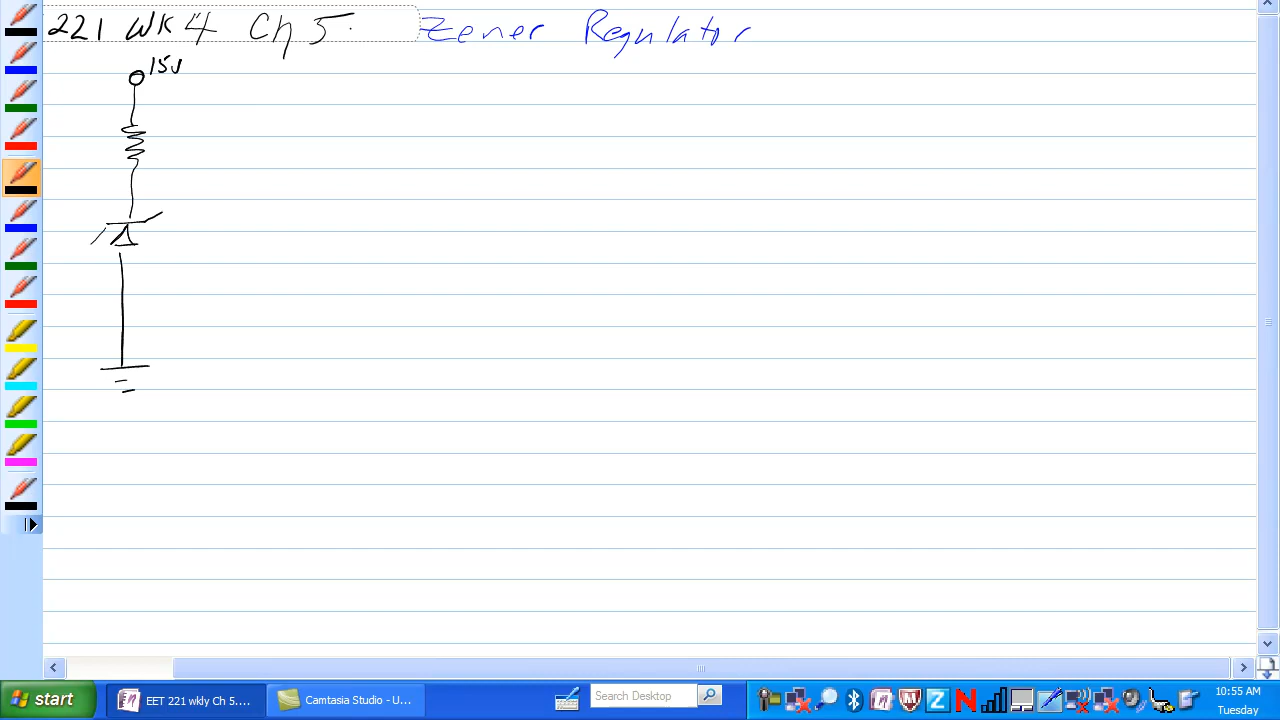 221 WK 4 Ch 5. Zener Regulator
15V
start
EET 221 wkly Ch 5....
Camtasia Studio - U...
Search Desktop
10:55 AM
Tuesday